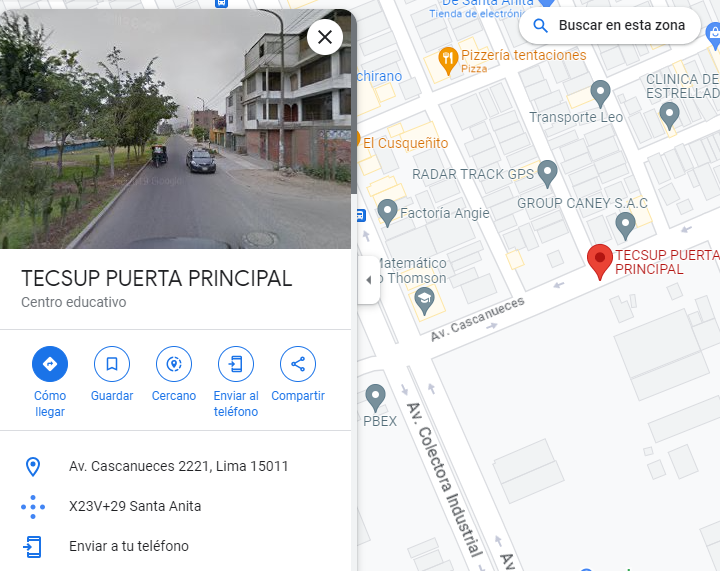 TECSUP PUERTA PRINCIPAL
Centro educativo
Cómo
llegar
Guardar
Cercano
Enviar al
teléfono
Compartir
Av. Cascanueces 2221, Lima 15011
X23V+29 Santa Anita
Enviar a tu teléfono
De Santa Anita
Tienda de electróni
Buscar en esta zona
Pizzería tentaciones
Pizza
chirano
CLINICA DE
ESTRELLAD
Transporte Leo
El Cusqueñito
RADAR TRACK GPS
GROUP CANEY S.A.C
Factoría Angie
TECSUP PUERTA
PRINCIPAL
Matemático
o Thomson
Av. Cascanueces
PBEX
Av. Colectora Industrial
Av.